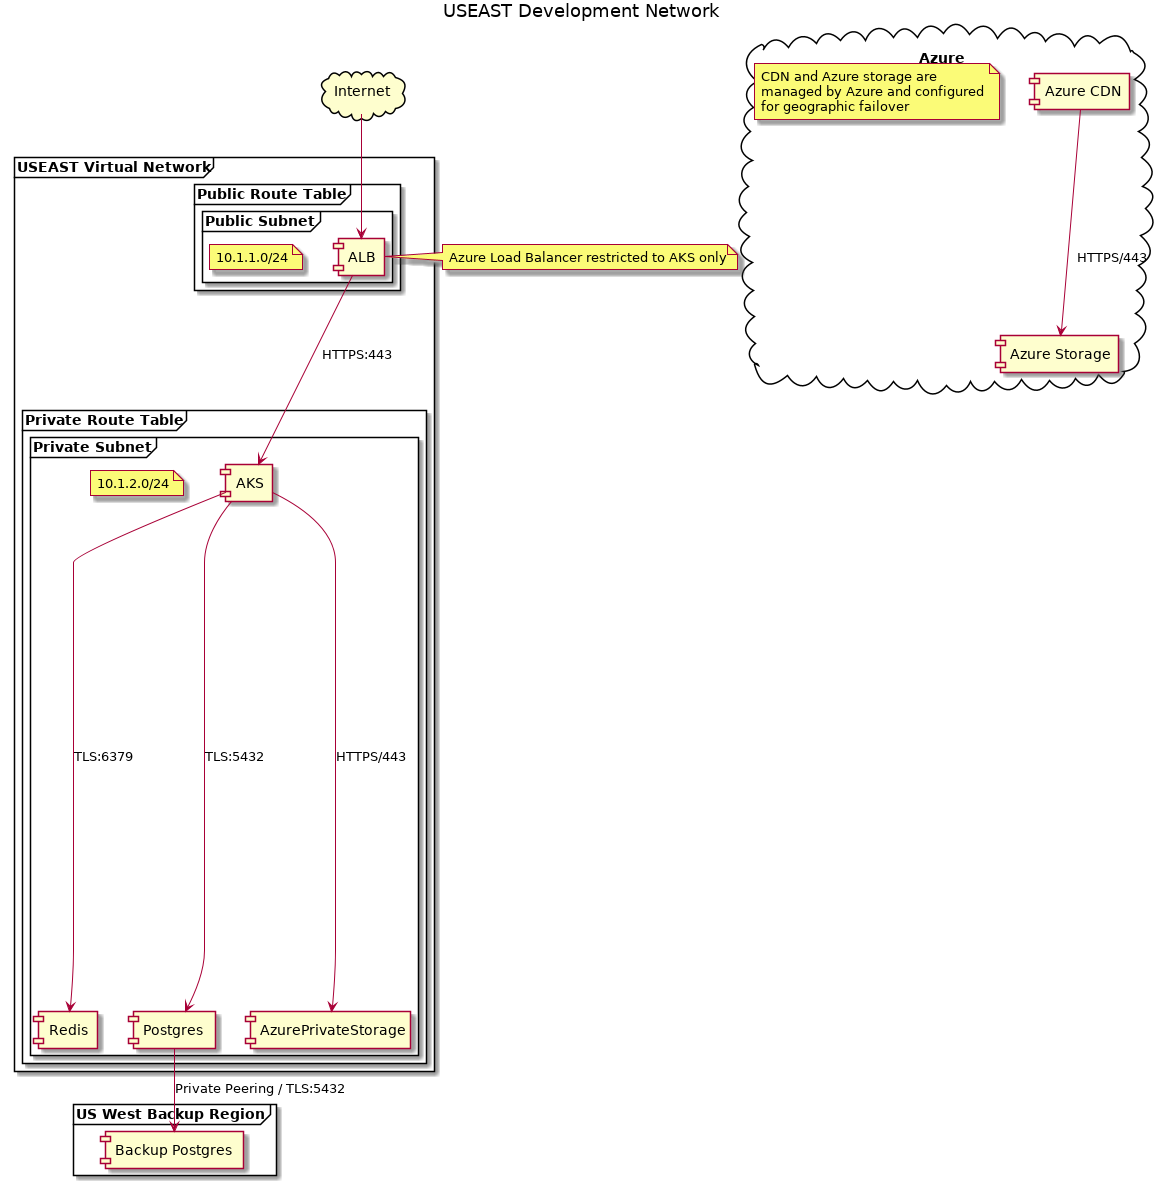 USEAST Development Network
Azure
CDN and Azure storage are
managed by Azure and configured
for geographic failover
Azure CDN
Internet
USEAST Virtual Network
Public Route Table
Public Subnet
10.1.1.0/24
ALB
Azure Load Balancer restricted to AKS only
HTTPS/443
HTTPS:443
Azure Storage
Private Route Table
Private Subnet
10.1.2.0/24
AKS
TLS:6379
TLS:5432
HTTPS/443
Redis
Postgres
AzurePrivateStorage
Private Peering / TLS:5432
US West Backup Region
Backup Postgres